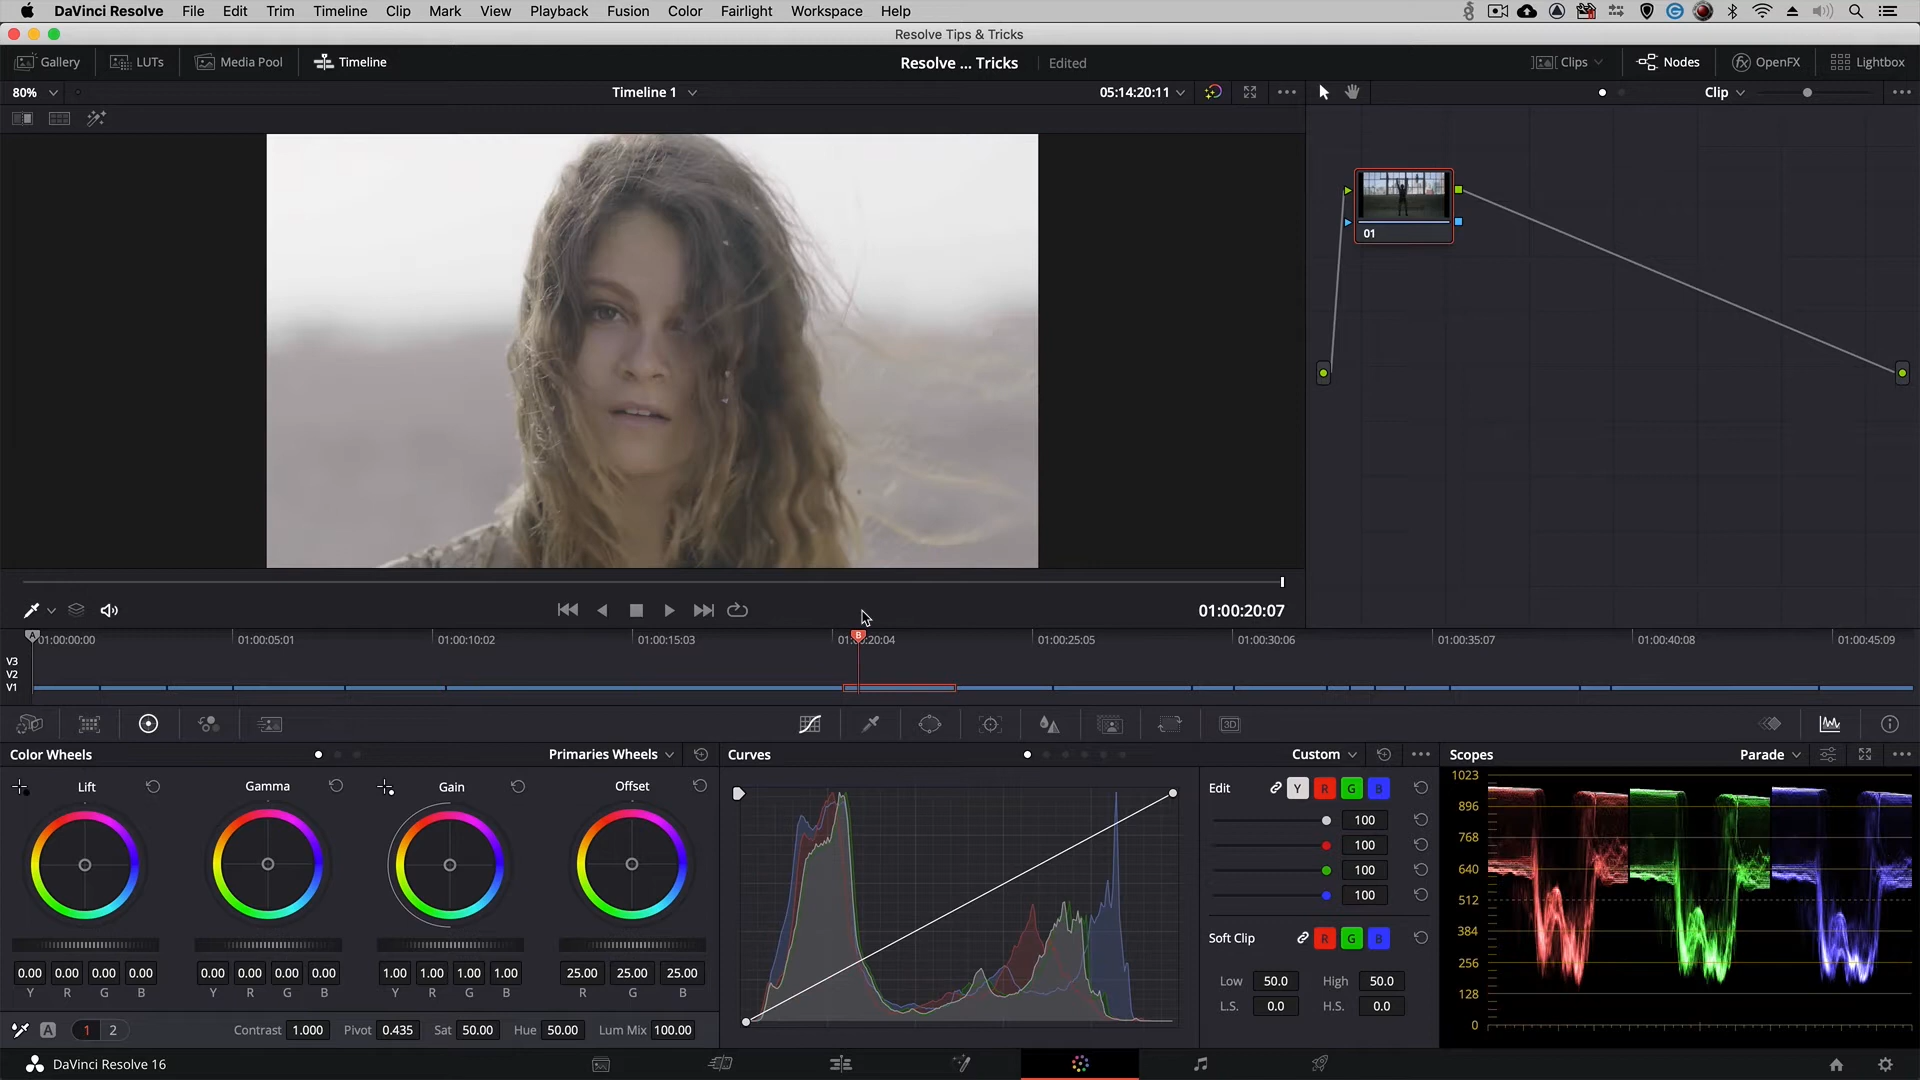 DaVinci Resolve File Edit Trim Timeline Clip Mark View Playback Fusion Color Fairlight Workspace Help
Resolve Tips & Tricks
Gallery LUTs Media Pool Timeline Resolve ... Tricks Edited Clips Nodes OpenFX Lightbox
80% Timeline 1 05:14:20:11 Clip
01
01:00:20:07
A 01:00:00:00 01:00:05:01 01:00:10:02 01:00:15:03 B 01:00:20:04 01:00:25:05 01:00:30:06 01:00:35:07 01:00:40:08 01:00:45:09
V3
V2
V1
3D
Color Wheels Primaries Wheels Curves Custom Scopes Parade
Lift Gamma Gain Offset
Edit Y R G B
100
100
100
100
Soft Clip R G B
Low 50.0 High 50.0
L.S. 0.0 H.S. 0.0
1023
896
768
640
512
384
256
128
0
0.00 0.00 0.00 0.00 0.00 0.00 0.00 0.00 1.00 1.00 1.00 1.00 25.00 25.00 25.00
Y R G B Y R G B Y R G B R G B
A 1 2 Contrast 1.000 Pivot 0.435 Sat 50.00 Hue 50.00 Lum Mix 100.00
DaVinci Resolve 16